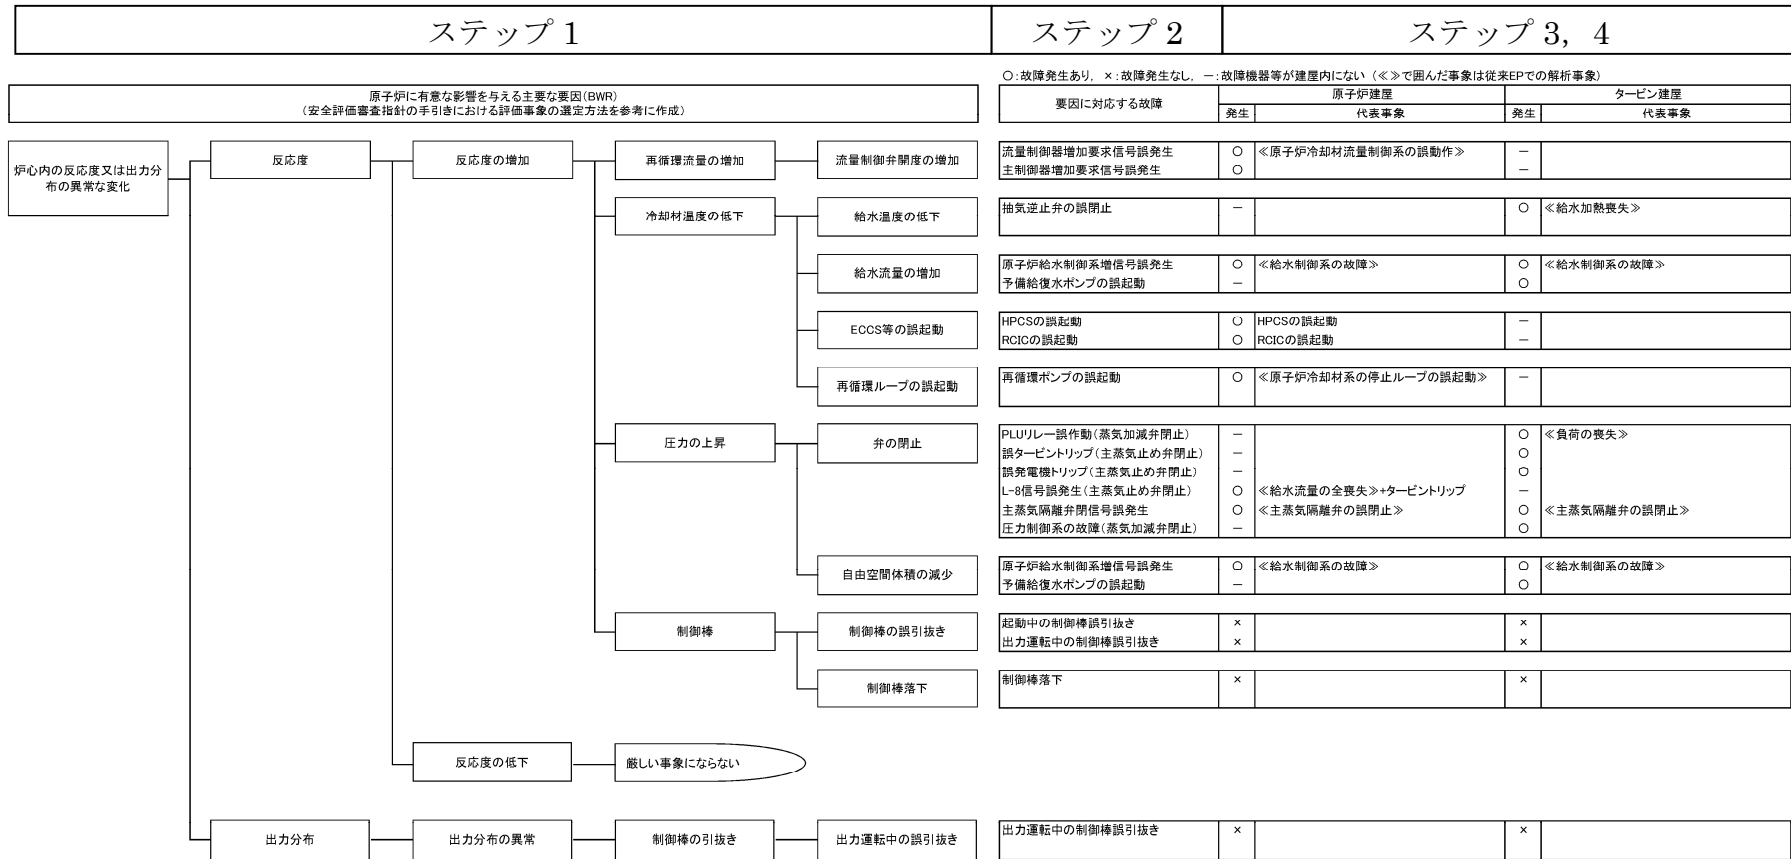 ステップ 1
ステップ 2
ステップ 3, 4
○:故障発生あり, ×:故障発生なし, －:故障機器等が建屋内にない (≪≫で囲んだ事象は従来EPでの解析事象)
原子炉に有意な影響を与える主要な要因(BWR)
(安全評価審査指針の手引きにおける評価事象の選定方法を参考に作成)
要因に対応する故障
原子炉建屋
タービン建屋
発生
代表事象
発生
代表事象
炉心内の反応度又は出力分
布の異常な変化
反応度
反応度の増加
再循環流量の増加
流量制御弁開度の増加
流量制御器増加要求信号誤発生 ○ ≪原子炉冷却材流量制御系の誤動作≫ －
主制御器増加要求信号誤発生 ○ －
冷却材温度の低下
給水温度の低下
抽気逆止弁の誤閉止 － ○ ≪給水加熱喪失≫
給水流量の増加
原子炉給水制御系増信号誤発生 ○ ≪給水制御系の故障≫ ○ ≪給水制御系の故障≫
予備給復水ポンプの誤起動 － ○
ECCS等の誤起動
HPCSの誤起動 ○ HPCSの誤起動 －
RCICの誤起動 ○ RCICの誤起動 －
再循環ループの誤起動
再循環ポンプの誤起動 ○ ≪原子炉冷却材系の停止ループの誤起動≫ －
圧力の上昇
弁の閉止
PLUリレー誤作動(蒸気加減弁閉止) － ○ ≪負荷の喪失≫
誤タービントリップ(主蒸気止め弁閉止) － ○
誤発電機トリップ(主蒸気止め弁閉止) － ○
L-8信号誤発生(主蒸気止め弁閉止) ○ ≪給水流量の全喪失≫+タービントリップ －
主蒸気隔離弁閉信号誤発生 ○ ≪主蒸気隔離弁の誤閉止≫ ○ ≪主蒸気隔離弁の誤閉止≫
圧力制御系の故障(蒸気加減弁閉止) － ○
自由空間体積の減少
原子炉給水制御系増信号誤発生 ○ ≪給水制御系の故障≫ ○ ≪給水制御系の故障≫
予備給復水ポンプの誤起動 － ○
制御棒
制御棒の誤引抜き
起動中の制御棒誤引抜き × ×
出力運転中の制御棒誤引抜き × ×
制御棒落下
制御棒落下 × ×
反応度の低下
厳しい事象にならない
出力分布
出力分布の異常
制御棒の引抜き
出力運転中の誤引抜き
出力運転中の制御棒誤引抜き × ×